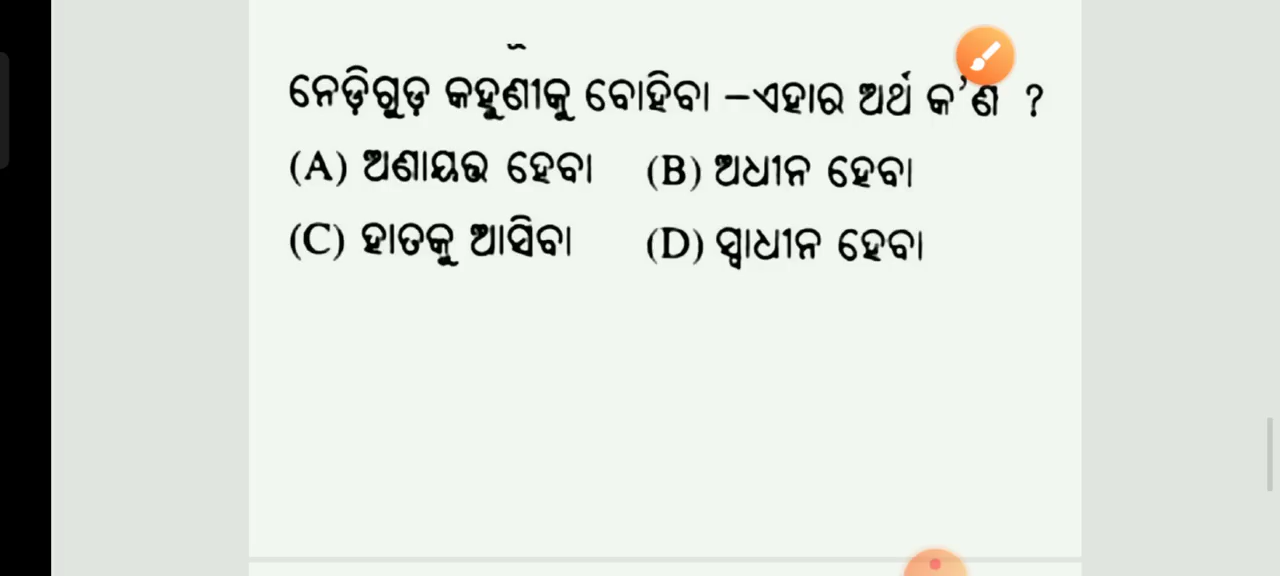 ନେଡ଼ିଗୁଡ଼ କହୁଣୀକୁ ବୋହିବା –ଏହାର ଅର୍ଥ କ'ଣ ?
(A) ଅଣାୟତ୍ତ ହେବା (B) ଅଧୀନ ହେବା
(C) ହାତକୁ ଆସିବା (D) ସ୍ଵାଧୀନ ହେବା